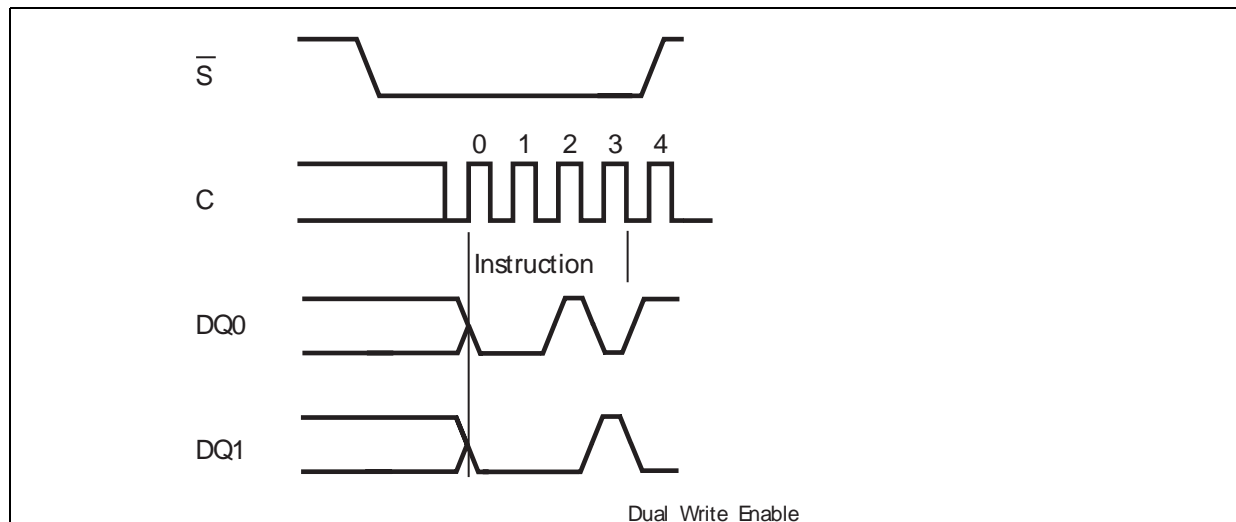 S̅
0 1 2 3 4
C
Instruction
DQ0
DQ1
Dual Write Enable